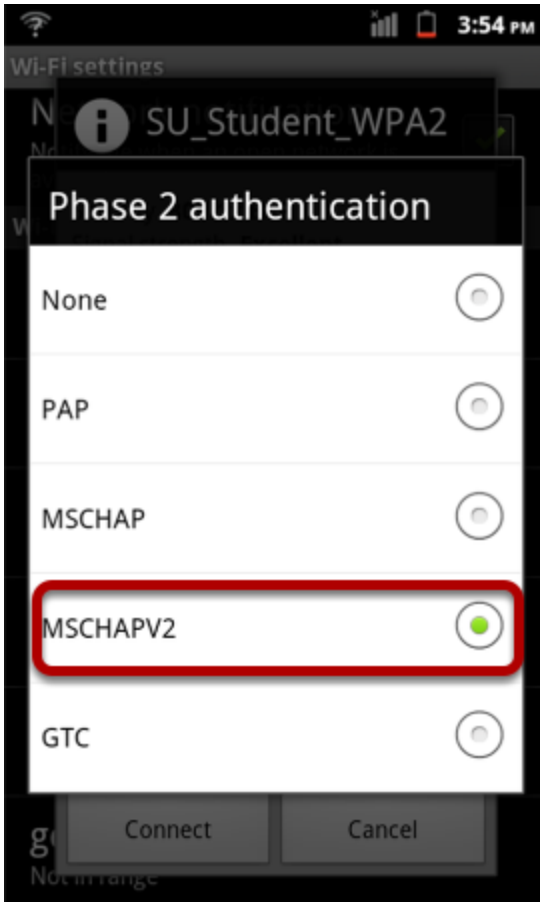 3:54 PM
Wi-Fi settings
SU_Student_WPA2
Phase 2 authentication
None
PAP
MSCHAP
MSCHAPV2
GTC
Connect
Cancel
Not in range